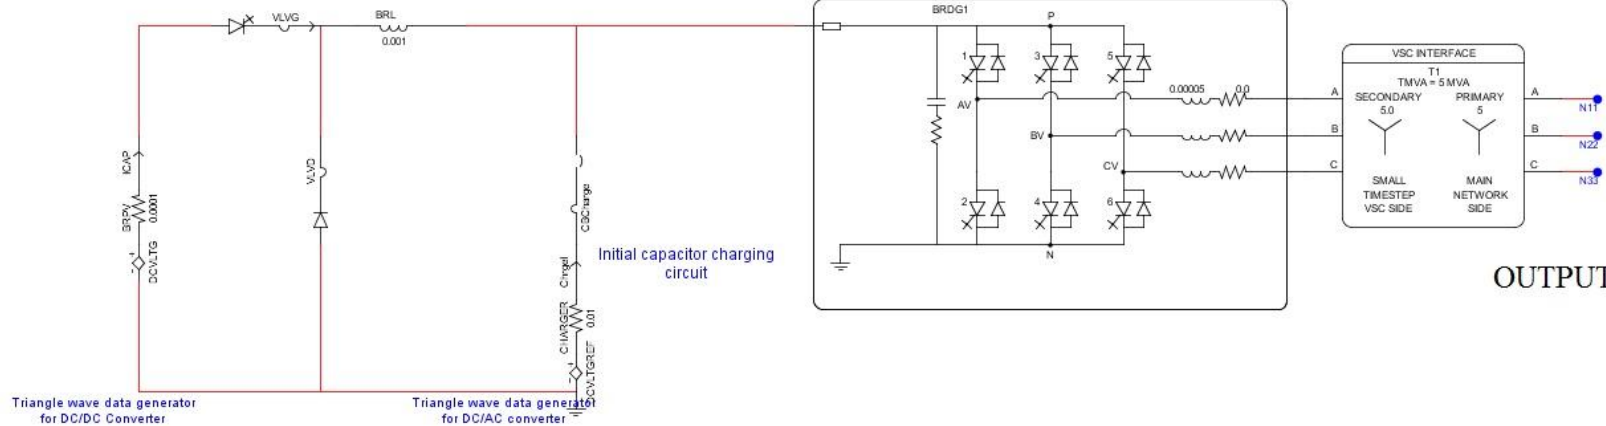 VLVG
BRL
0.001
BRDG1
P
1
3
5
AV
BV
CV
2
4
6
N
0.00005
0.0
A
B
C
VSC INTERFACE
T1
TMVA = 5 MVA
SECONDARY
5.0
PRIMARY
5
SMALL
TIMESTEP
VSC SIDE
MAIN
NETWORK
SIDE
A
B
C
N11
N22
N33
ICAP
BRPV
0.0001
DCVLTG
VLVD
CBCharge
ChrgeI
CHARGER
0.01
DCVLTGREF
Initial capacitor charging
circuit
OUTPUT
Triangle wave data generator
for DC/DC Converter
Triangle wave data generator
for DC/AC converter